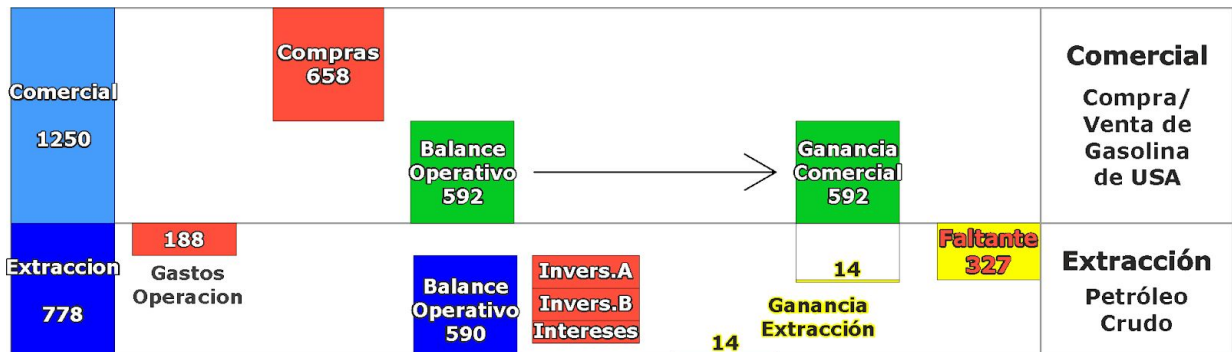 Comercial
1250
Compras
658
Balance
Operativo
592
Ganancia
Comercial
592
Comercial
Compra/
Venta de
Gasolina
de USA
Extraccion
778
188
Gastos
Operacion
Balance
Operativo
590
Invers.A
Invers.B
Intereses
14
14
Ganancia
Extracción
Faltante
327
Extracción
Petróleo
Crudo